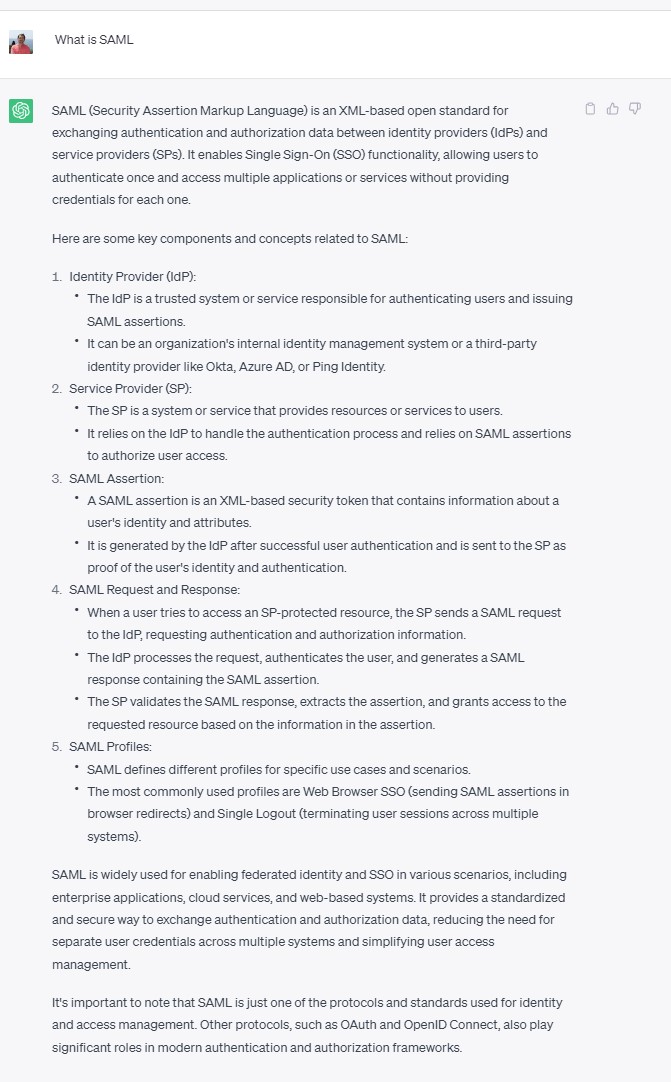 What is SAML
SAML (Security Assertion Markup Language) is an XML-based open standard for
exchanging authentication and authorization data between identity providers (IdPs) and
service providers (SPs). It enables Single Sign-On (SSO) functionality, allowing users to
authenticate once and access multiple applications or services without providing
credentials for each one.
Here are some key components and concepts related to SAML:
1. Identity Provider (IdP):
• The IdP is a trusted system or service responsible for authenticating users and issuing
SAML assertions.
• It can be an organization's internal identity management system or a third-party
identity provider like Okta, Azure AD, or Ping Identity.
2. Service Provider (SP):
• The SP is a system or service that provides resources or services to users.
• It relies on the IdP to handle the authentication process and relies on SAML assertions
to authorize user access.
3. SAML Assertion:
• A SAML assertion is an XML-based security token that contains information about a
user's identity and attributes.
• It is generated by the IdP after successful user authentication and is sent to the SP as
proof of the user's identity and authentication.
4. SAML Request and Response:
• When a user tries to access an SP-protected resource, the SP sends a SAML request
to the IdP, requesting authentication and authorization information.
• The IdP processes the request, authenticates the user, and generates a SAML
response containing the SAML assertion.
• The SP validates the SAML response, extracts the assertion, and grants access to the
requested resource based on the information in the assertion.
5. SAML Profiles:
• SAML defines different profiles for specific use cases and scenarios.
• The most commonly used profiles are Web Browser SSO (sending SAML assertions in
browser redirects) and Single Logout (terminating user sessions across multiple
systems).
SAML is widely used for enabling federated identity and SSO in various scenarios, including
enterprise applications, cloud services, and web-based systems. It provides a standardized
and secure way to exchange authentication and authorization data, reducing the need for
separate user credentials across multiple systems and simplifying user access
management.
It's important to note that SAML is just one of the protocols and standards used for identity
and access management. Other protocols, such as OAuth and OpenID Connect, also play
significant roles in modern authentication and authorization frameworks.